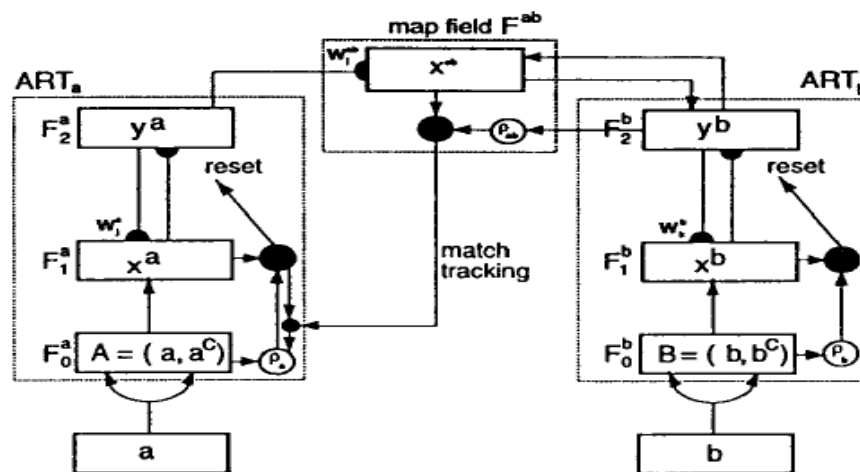 map field F^ab
w_j^ab
x^ab
ART_a
ART
F_2^a
y^a
ρ_ab
F_2^b
y^b
reset
reset
w_j^a
w_k^b
F_1^a
x^a
match
tracking
F_1^b
x^b
F_0^a
A = ( a, a^C)
ρ_a
F_0^b
B = ( b, b^C)
ρ_b
a
b